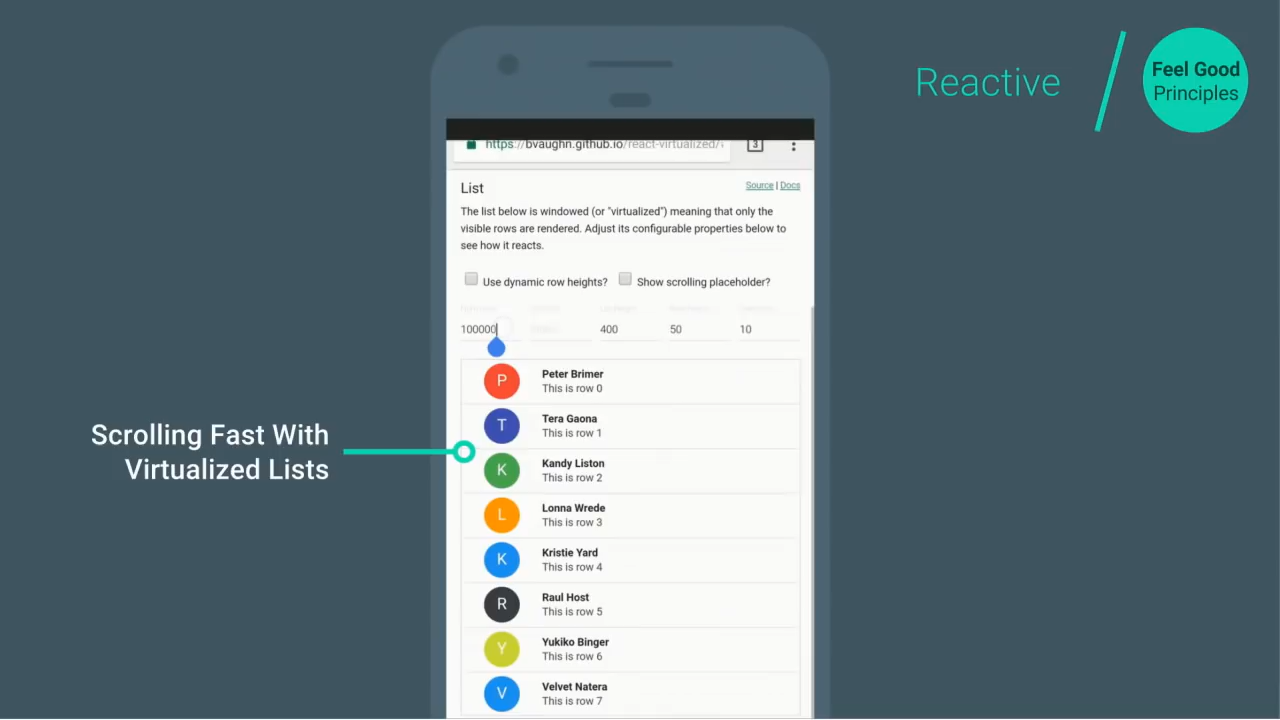 Reactive
Feel Good
Principles
https://bvaughn.github.io/react-virtualized/
3
List
Source | Docs
The list below is windowed (or "virtualized") meaning that only the
visible rows are rendered. Adjust its configurable properties below to
see how it reacts.
Use dynamic row heights?
Show scrolling placeholder?
100000
400
50
10
P
Peter Brimer
This is row 0
T
Tera Gaona
This is row 1
Scrolling Fast With
Virtualized Lists
K
Kandy Liston
This is row 2
L
Lonna Wrede
This is row 3
K
Kristie Yard
This is row 4
R
Raul Host
This is row 5
Y
Yukiko Binger
This is row 6
V
Velvet Natera
This is row 7